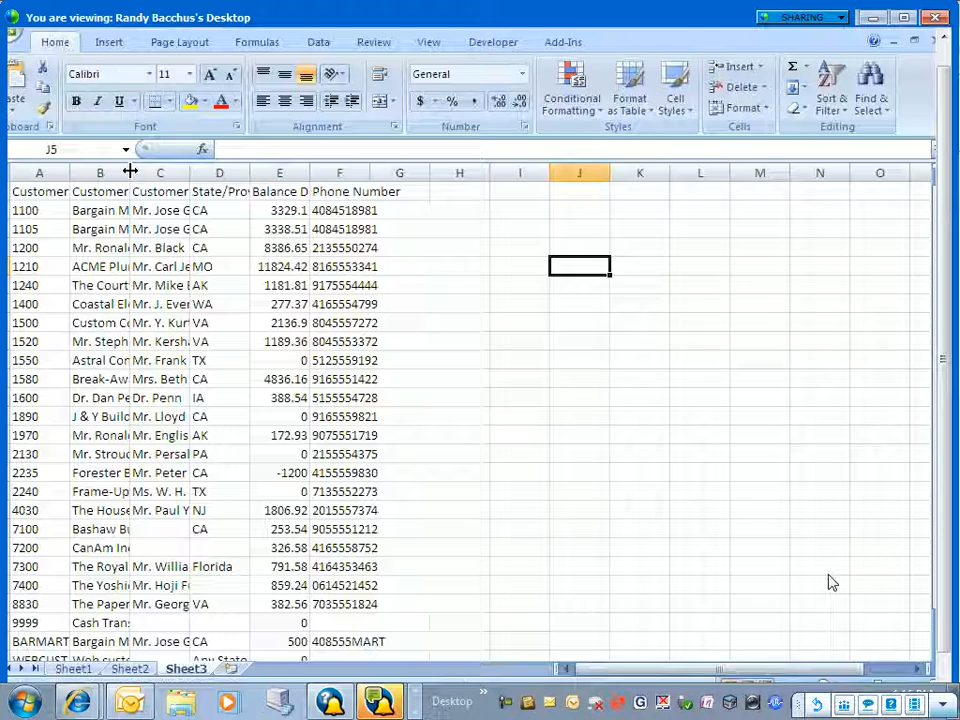 You are viewing: Randy Bacchus's Desktop
SHARING
Home Insert Page Layout Formulas Data Review View Developer Add-Ins
Calibri 11 General Insert
B I U $ % , Conditional Formatting Format as Table Cell Styles Delete Format Sort & Filter Find & Select
Font Alignment Number Styles Cells Editing
J5 fx
A B C D E F G H I J K L M N O
Customer Customer Customer State/Prov Balance D Phone Number
1100 Bargain M Mr. Jose G CA 3329.1 4084518981
1105 Bargain M Mr. Jose G CA 3338.51 4084518981
1200 Mr. Ronal Mr. Black CA 8386.65 2135550274
1210 ACME Plu Mr. Carl Je MO 11824.42 8165553341
1240 The Court Mr. Mike AK 1181.81 9175554444
1400 Coastal El Mr. J. Ever WA 277.37 4165554799
1500 Custom Co Mr. Y. Kur VA 2136.9 8045557272
1520 Mr. Steph Mr. Kersh VA 1189.36 8045553372
1550 Astral Con Mr. Frank TX 0 5125559192
1580 Break-Aw Mrs. Beth CA 4836.16 9165551422
1600 Dr. Dan Pe Dr. Penn IA 388.54 5155554728
1890 J & Y Build Mr. Lloyd CA 0 9165559821
1970 Mr. Ronal Mr. Englis AK 172.93 9075551719
2130 Mr. Strou Mr. Persal PA 0 2155554375
2235 Forester B Mr. Peter CA -1200 4155559830
2240 Frame-Up Ms. W. H. TX 0 7135552273
4030 The House Mr. Paul Y NJ 1806.92 2015557374
7100 Bashaw Bu CA 253.54 9055551212
7200 CanAm In 326.58 4165558752
7300 The Royal Mr. Willia Florida 791.58 4164353463
7400 The Yoshi Mr. Hoji F 859.24 0614521452
8830 The Paper Mr. Georg VA 382.56 7035551824
9999 Cash Tran 0
BARMART Bargain M Mr. Jose G CA 500 408555MART
WEBCUST Web custo Any State 0
Sheet1 Sheet2 Sheet3
Desktop